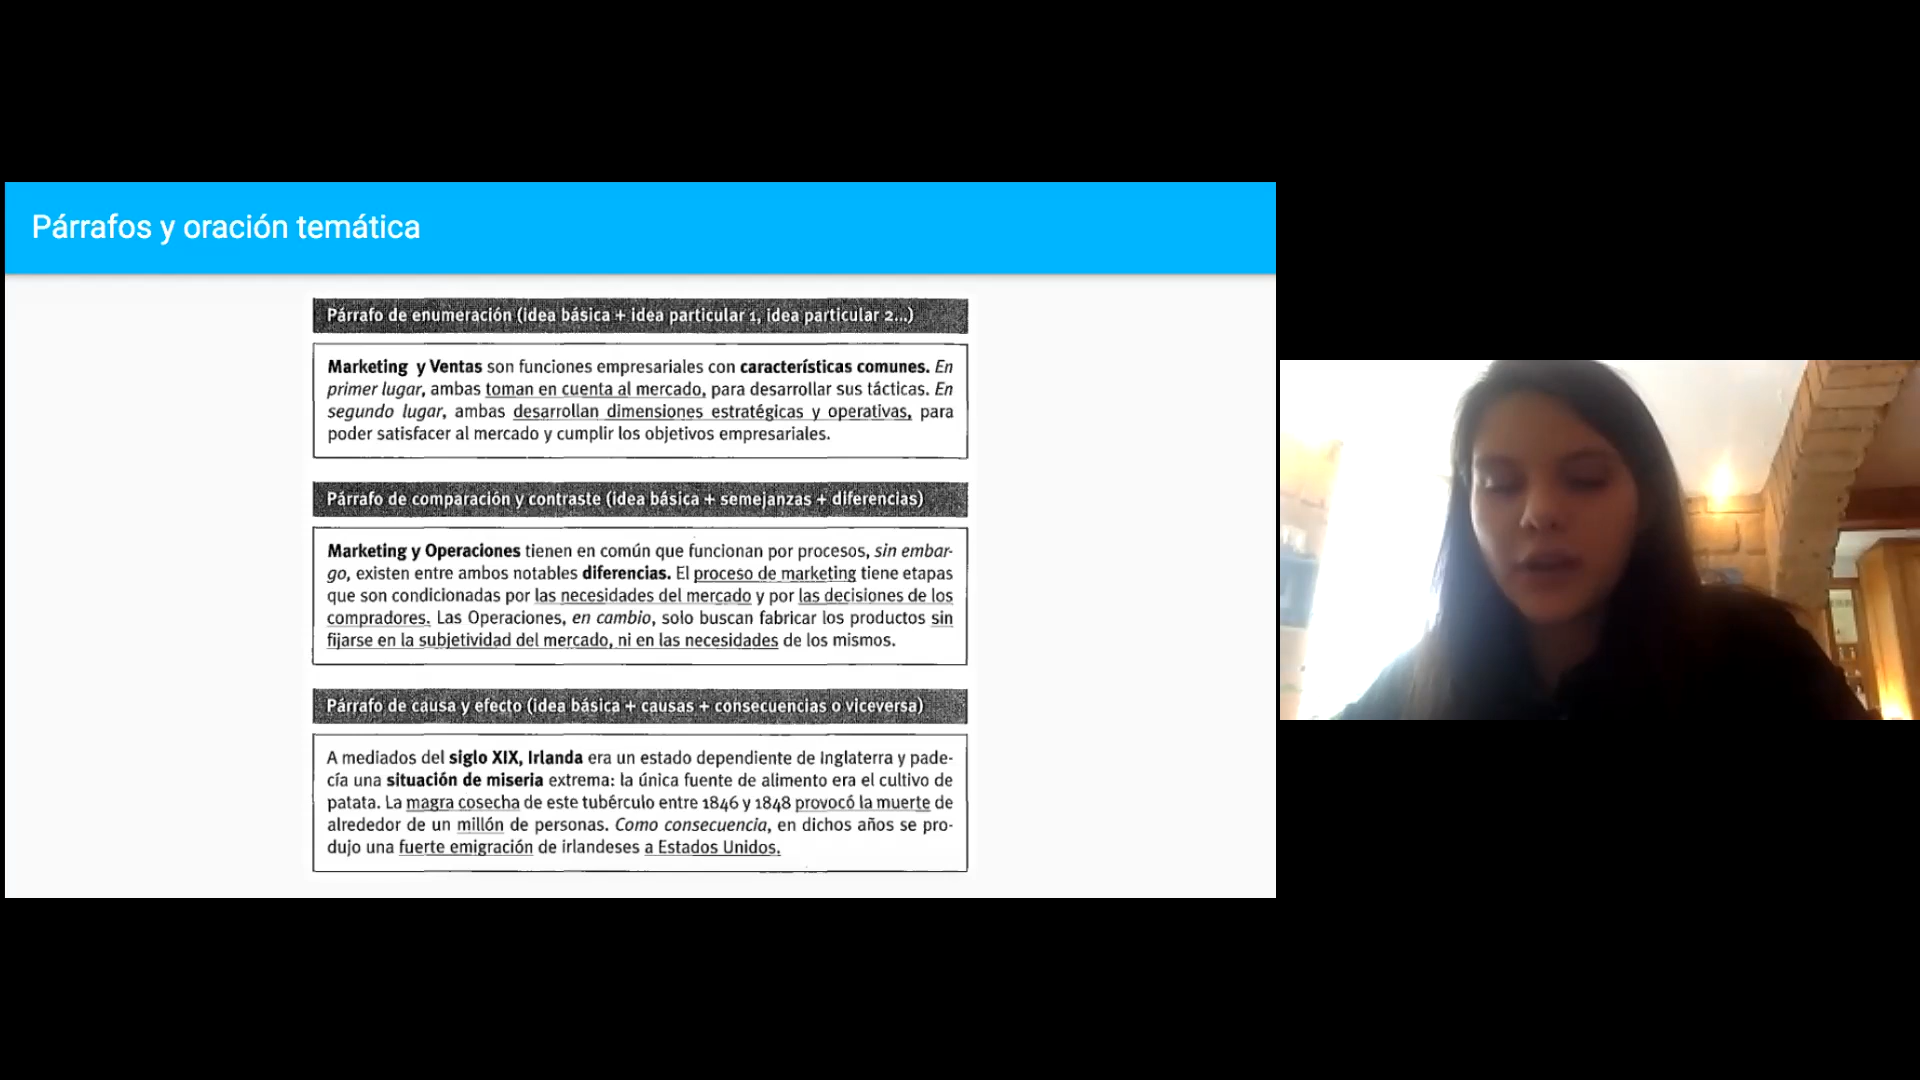 Párrafos y oración temática
Párrafo de enumeración (idea básica + idea particular 1, idea particular 2...)
Marketing y Ventas son funciones empresariales con características comunes. En
primer lugar, ambas toman en cuenta al mercado, para desarrollar sus tácticas. En
segundo lugar, ambas desarrollan dimensiones estratégicas y operativas, para
poder satisfacer al mercado y cumplir los objetivos empresariales.
Párrafo de comparación y contraste (idea básica + semejanzas + diferencias)
Marketing y Operaciones tienen en común que funcionan por procesos, sin embar-
go, existen entre ambos notables diferencias. El proceso de marketing tiene etapas
que son condicionadas por las necesidades del mercado y por las decisiones de los
compradores. Las Operaciones, en cambio, solo buscan fabricar los productos sin
fijarse en la subjetividad del mercado, ni en las necesidades de los mismos.
Párrafo de causa y efecto (idea básica + causas + consecuencias o viceversa)
A mediados del siglo XIX, Irlanda era un estado dependiente de Inglaterra y pade-
cía una situación de miseria extrema: la única fuente de alimento era el cultivo de
patata. La magra cosecha de este tubérculo entre 1846 y 1848 provocó la muerte de
alrededor de un millón de personas. Como consecuencia, en dichos años se pro-
dujo una fuerte emigración de irlandeses a Estados Unidos.